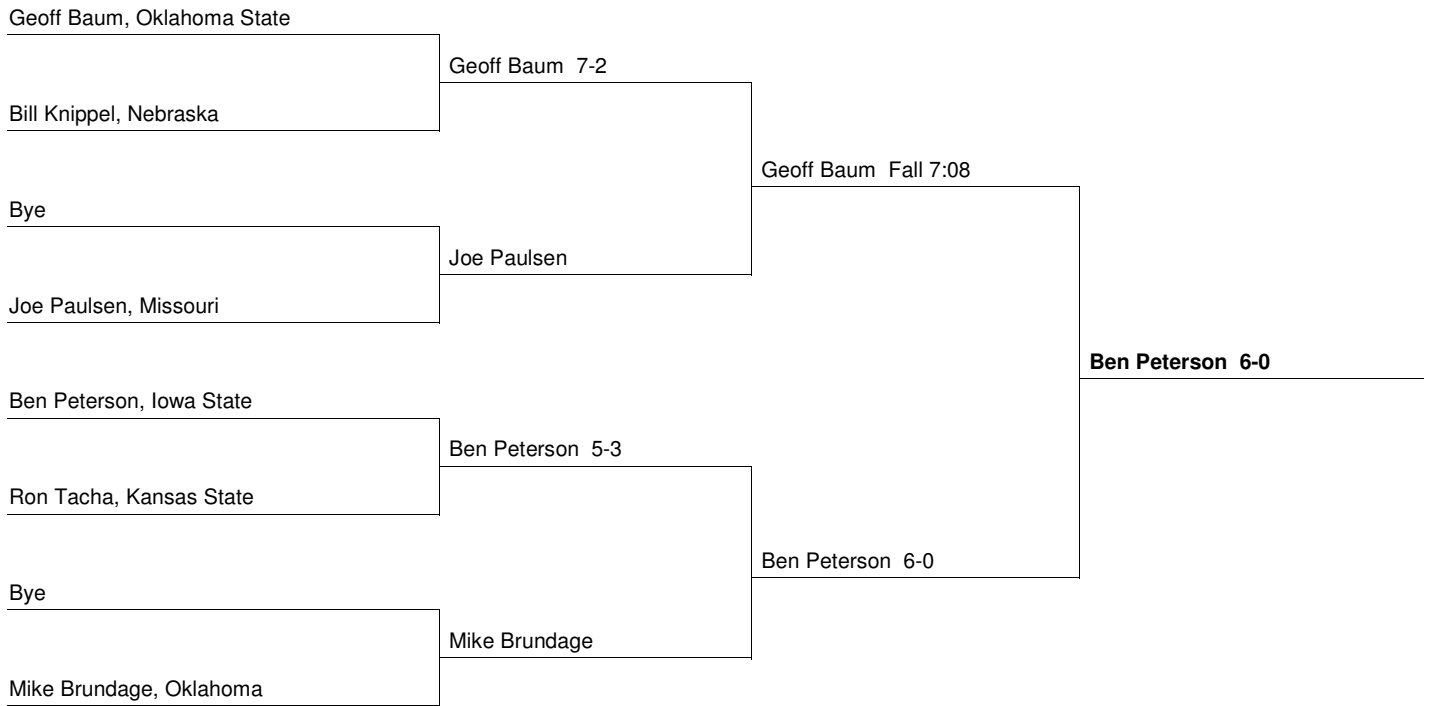 Geoff Baum, Oklahoma State
Geoff Baum 7-2
Bill Knippel, Nebraska
Geoff Baum Fall 7:08
Bye
Joe Paulsen
Joe Paulsen, Missouri
Ben Peterson 6-0
Ben Peterson, Iowa State
Ben Peterson 5-3
Ron Tacha, Kansas State
Ben Peterson 6-0
Bye
Mike Brundage
Mike Brundage, Oklahoma